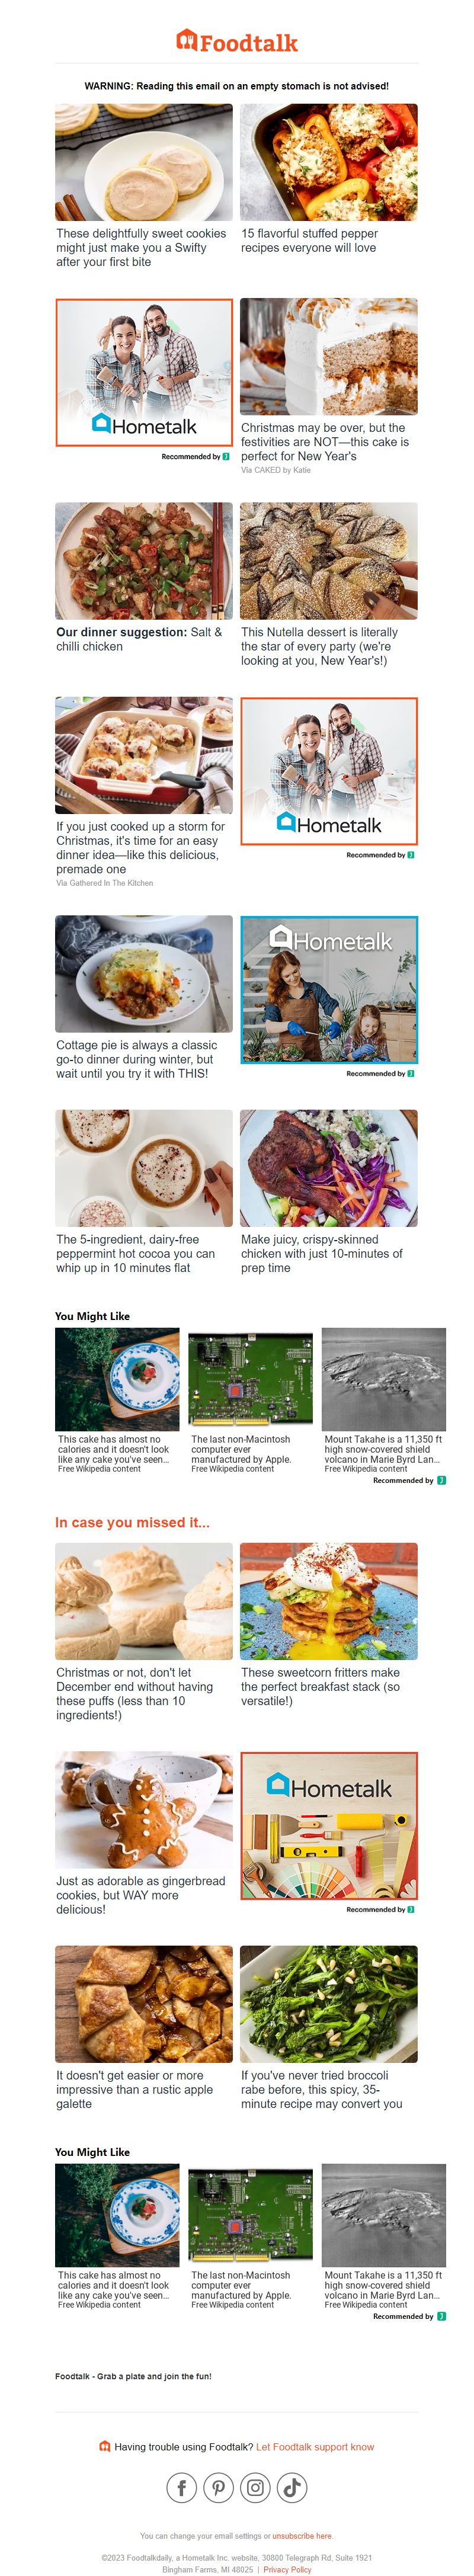 Foodtalk
WARNING: Reading this email on an empty stomach is not advised!
These delightfully sweet cookies
might just make you a Swifty
after your first bite
15 flavorful stuffed pepper
recipes everyone will love
Hometalk
Recommended by
Christmas may be over, but the
festivities are NOT—this cake is
perfect for New Year's
Via CAKED by Katie
Our dinner suggestion: Salt &
chilli chicken
This Nutella dessert is literally
the star of every party (we're
looking at you, New Year's!)
If you just cooked up a storm for
Christmas, it's time for an easy
dinner idea—like this delicious,
premade one
Via Gathered In The Kitchen
Hometalk
Recommended by
Cottage pie is always a classic
go-to dinner during winter, but
wait until you try it with THIS!
Hometalk
Recommended by
The 5-ingredient, dairy-free
peppermint hot cocoa you can
whip up in 10 minutes flat
Make juicy, crispy-skinned
chicken with just 10-minutes of
prep time
You Might Like
This cake has almost no
calories and it doesn't look
like any cake you've seen...
Free Wikipedia content
The last non-Macintosh
computer ever
manufactured by Apple.
Free Wikipedia content
Mount Takahe is a 11,350 ft
high snow-covered shield
volcano in Marie Byrd Lan...
Free Wikipedia content
Recommended by
In case you missed it...
Christmas or not, don't let
December end without having
these puffs (less than 10
ingredients!)
These sweetcorn fritters make
the perfect breakfast stack (so
versatile!)
Just as adorable as gingerbread
cookies, but WAY more
delicious!
Hometalk
Recommended by
It doesn't get easier or more
impressive than a rustic apple
galette
If you've never tried broccoli
rabe before, this spicy, 35-
minute recipe may convert you
You Might Like
This cake has almost no
calories and it doesn't look
like any cake you've seen...
Free Wikipedia content
The last non-Macintosh
computer ever
manufactured by Apple.
Free Wikipedia content
Mount Takahe is a 11,350 ft
high snow-covered shield
volcano in Marie Byrd Lan...
Free Wikipedia content
Recommended by
Foodtalk - Grab a plate and join the fun!
Having trouble using Foodtalk? Let Foodtalk support know
You can change your email settings or unsubscribe here.
©2023 Foodtalkdaily, a Hometalk Inc. website, 30800 Telegraph Rd, Suite 1921
Bingham Farms, MI 48025 | Privacy Policy